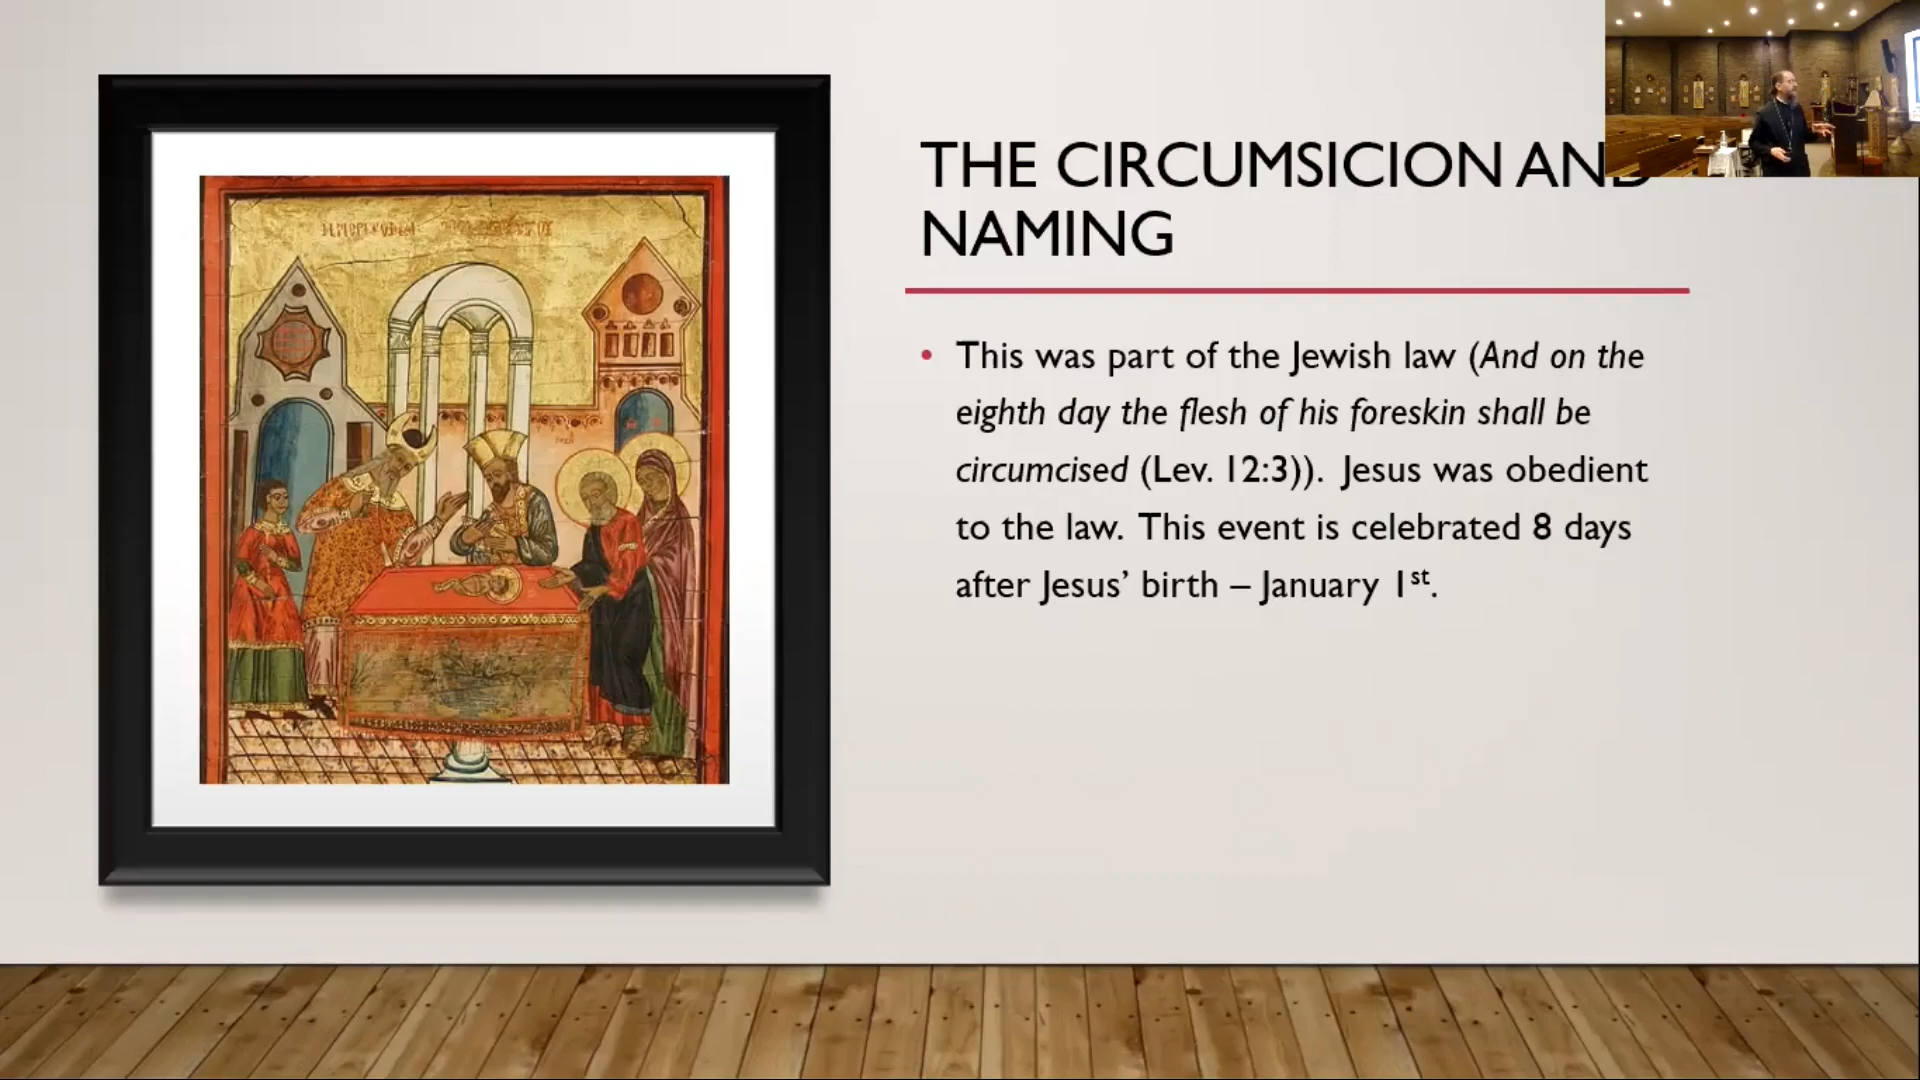 THE CIRCUMSICION AND
NAMING
• This was part of the Jewish law (And on the
eighth day the flesh of his foreskin shall be
circumcised (Lev. 12:3)). Jesus was obedient
to the law. This event is celebrated 8 days
after Jesus’ birth – January 1st.